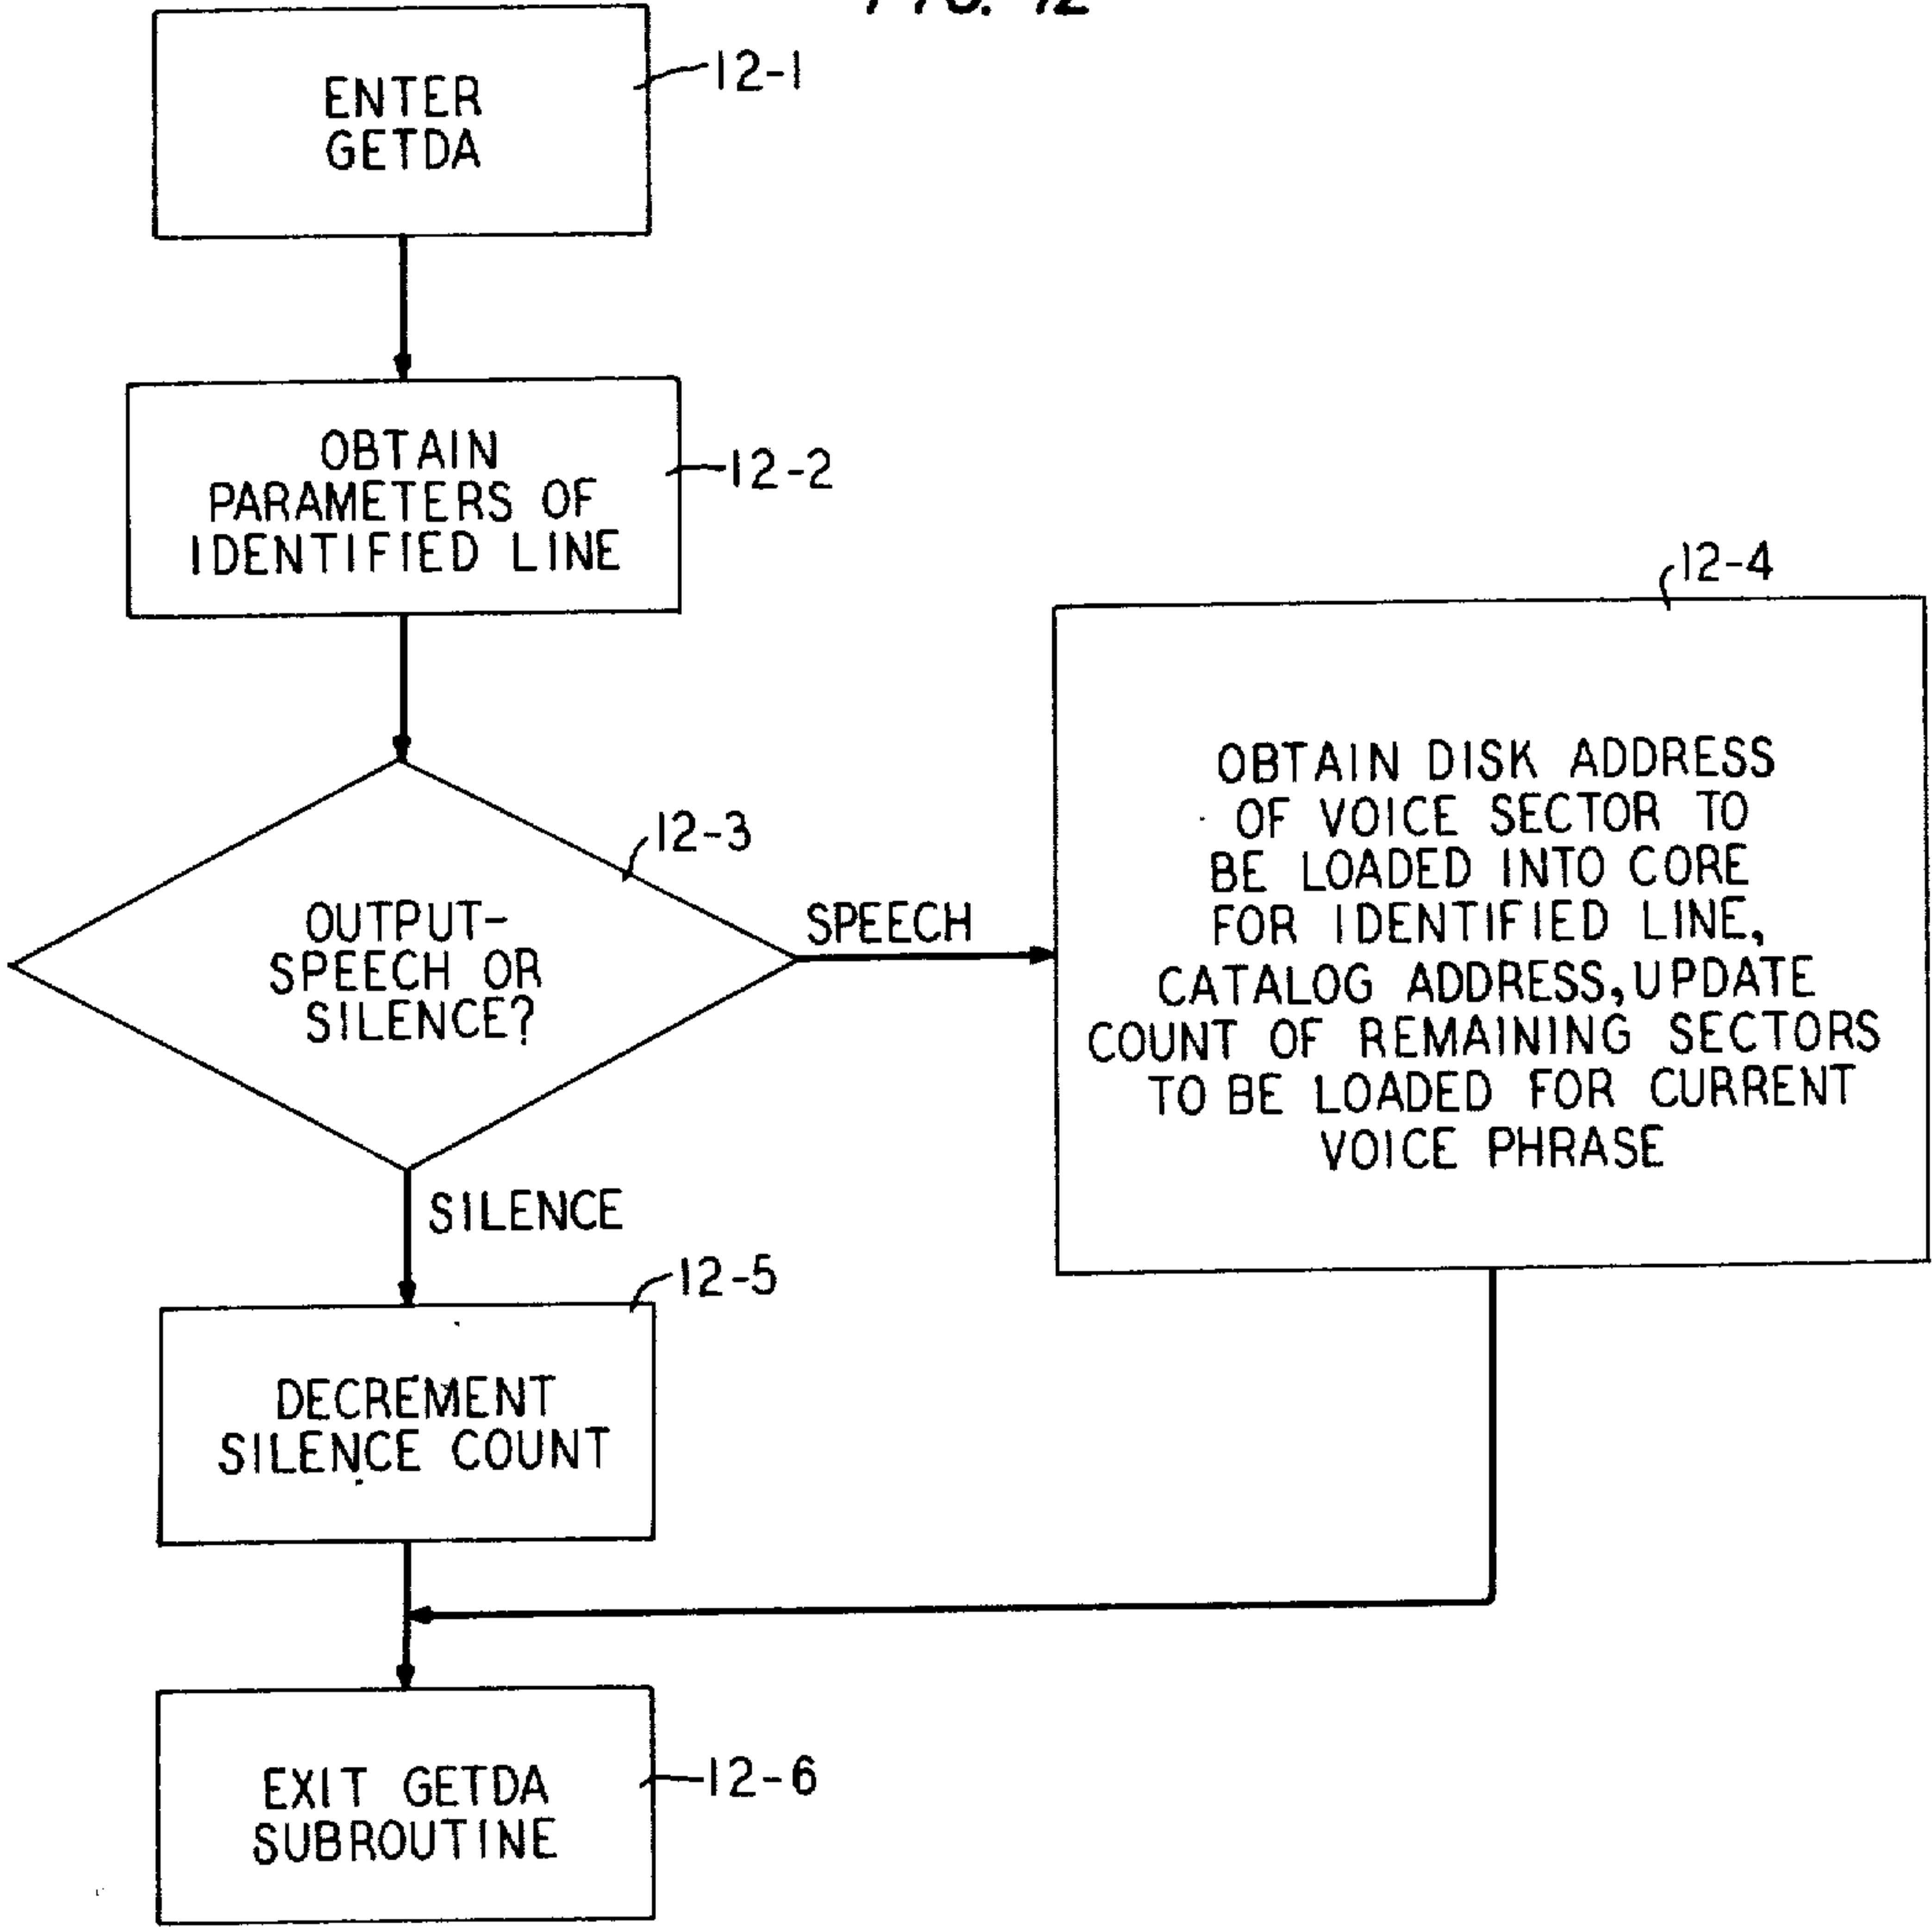 FIG. 12
ENTER
GETDA
12-1
OBTAIN
PARAMETERS OF
IDENTIFIED LINE
12-2
OUTPUT-
SPEECH OR
SILENCE?
12-3
SPEECH
12-4
OBTAIN DISK ADDRESS
OF VOICE SECTOR TO
BE LOADED INTO CORE
FOR IDENTIFIED LINE,
CATALOG ADDRESS, UPDATE
COUNT OF REMAINING SECTORS
TO BE LOADED FOR CURRENT
VOICE PHRASE
SILENCE
12-5
DECREMENT
SILENCE COUNT
EXIT GETDA
SUBROUTINE
12-6